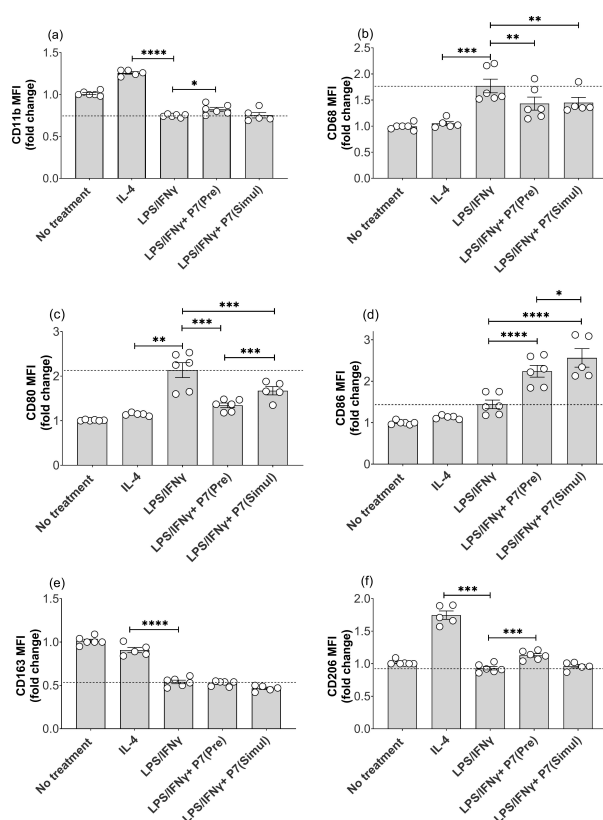 (a)
CD11b MFI
(fold change)
1.5
1.0
0.5
0.0
****
*
No treatment
IL-4
LPS/IFNγ
LPS/IFNγ+ P7(Pre)
LPS/IFNγ+ P7(Simul)
(b)
CD68 MFI
(fold change)
2.5
2.0
1.5
1.0
0.5
0.0
**
**
***
No treatment
IL-4
LPS/IFNγ
LPS/IFNγ+ P7(Pre)
LPS/IFNγ+ P7(Simul)
(c)
CD80 MFI
(fold change)
3
2
1
0
***
***
**
***
No treatment
IL-4
LPS/IFNγ
LPS/IFNγ+ P7(Pre)
LPS/IFNγ+ P7(Simul)
(d)
CD86 MFI
(fold change)
3
2
1
0
*
****
****
No treatment
IL-4
LPS/IFNγ
LPS/IFNγ+ P7(Pre)
LPS/IFNγ+ P7(Simul)
(e)
CD163 MFI
(fold change)
1.5
1.0
0.5
0.0
****
No treatment
IL-4
LPS/IFNγ
LPS/IFNγ+ P7(Pre)
LPS/IFNγ+ P7(Simul)
(f)
CD206 MFI
(fold change)
2.0
1.5
1.0
0.5
0.0
***
***
No treatment
IL-4
LPS/IFNγ
LPS/IFNγ+ P7(Pre)
LPS/IFNγ+ P7(Simul)